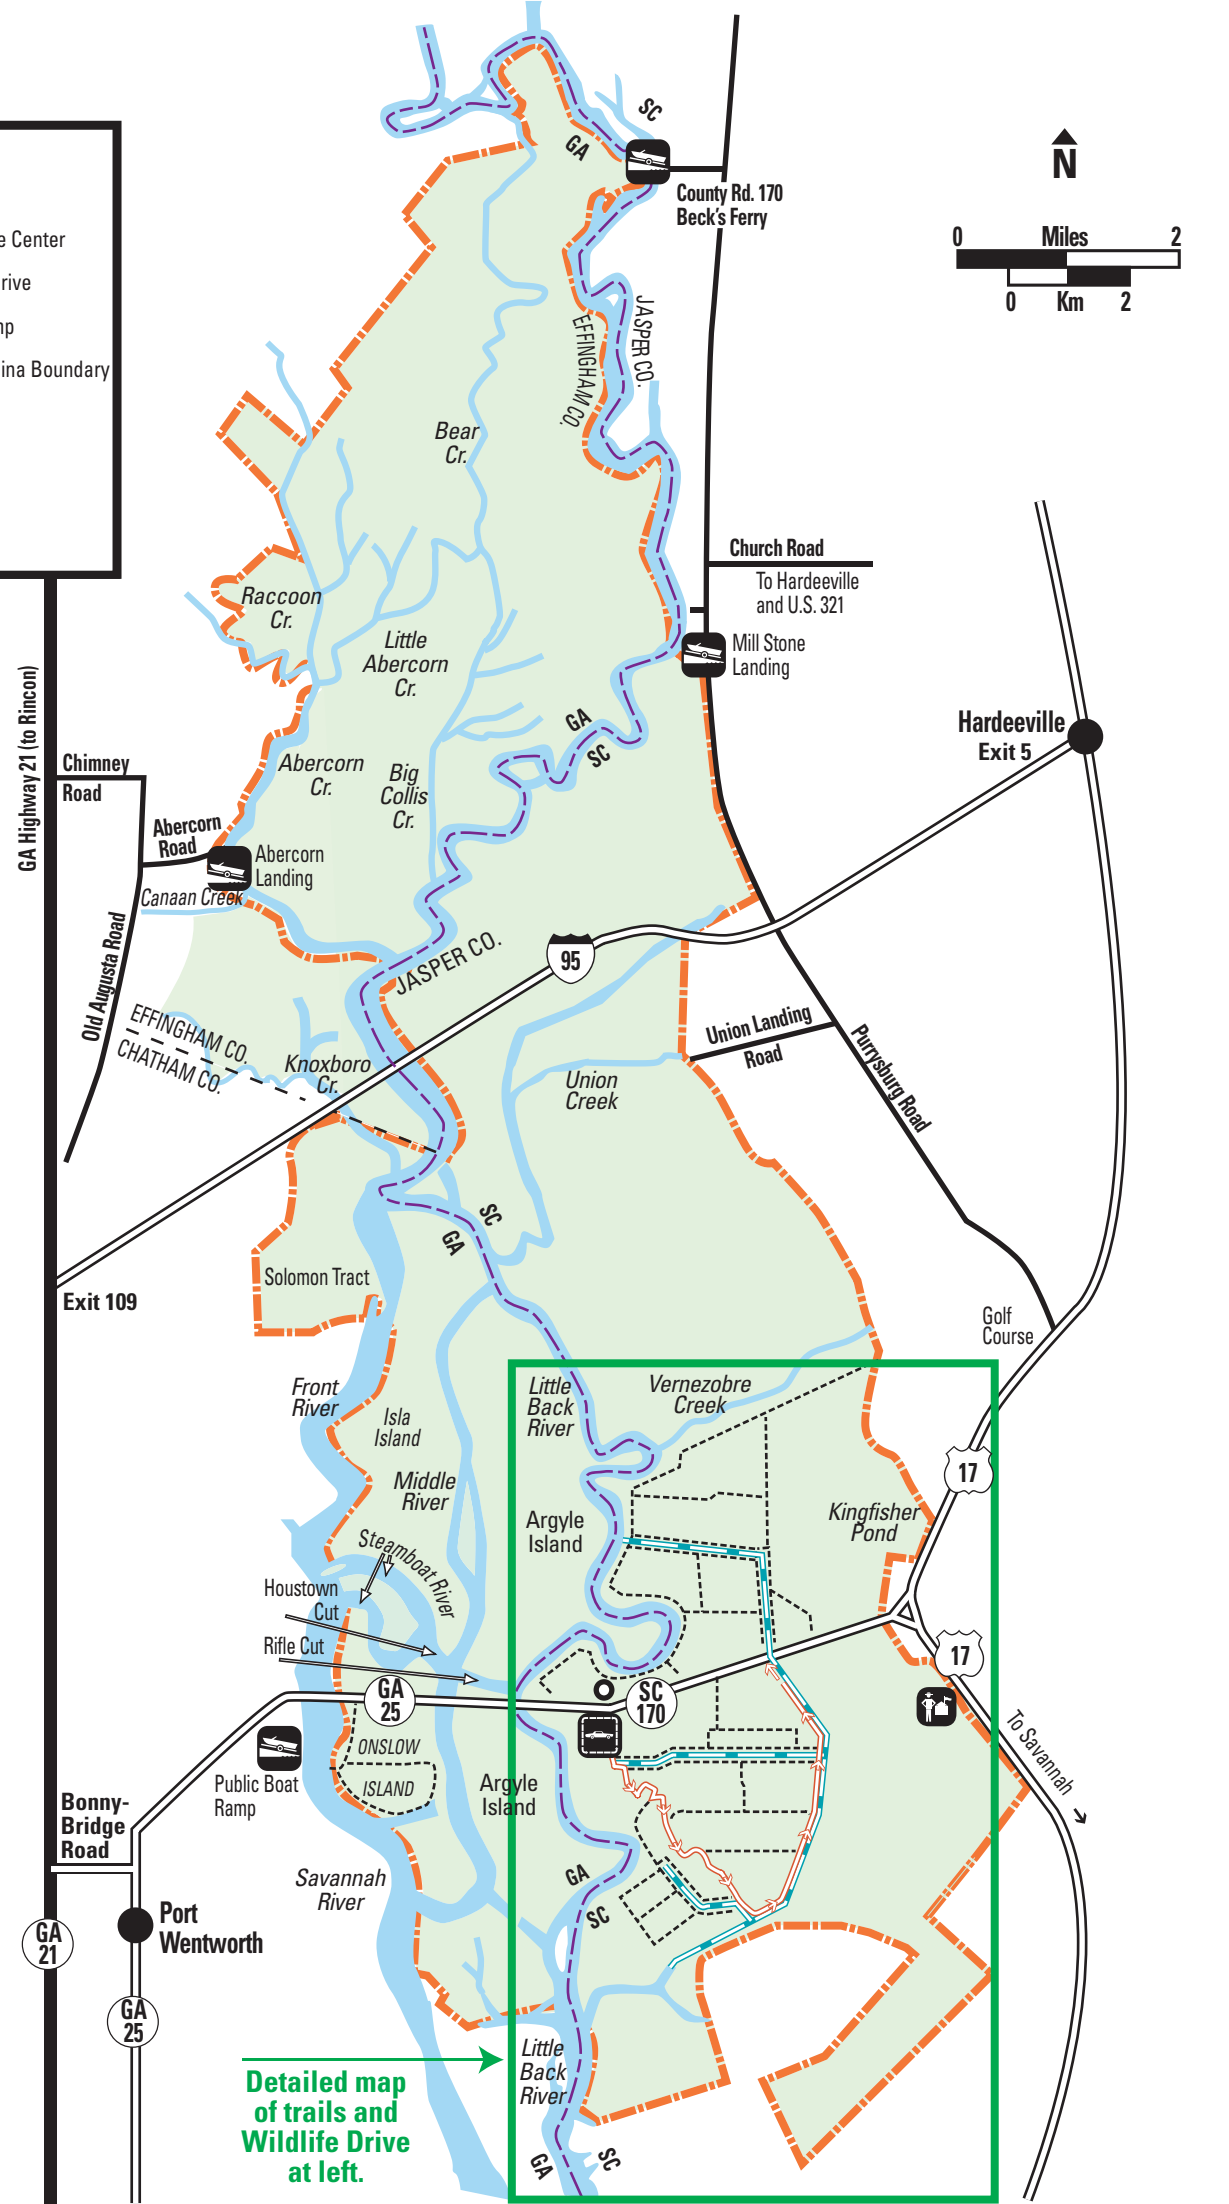 SC
GA
N
County Rd. 170
Beck's Ferry
0 Miles 2
0 Km 2
e Center
rive
ina Boundary
JASPER CO.
EFFINGHAM CO.
Bear
Cr.
Church Road
To Hardeeville
and U.S. 321
Raccoon
Cr.
Little
Abercorn
Cr.
Mill Stone
Landing
GA Highway 21 (to Rincon)
GA
SC
Hardeeville
Exit 5
Chimney
Road
Abercorn
Cr.
Big
Collis
Cr.
Abercorn
Road
Abercorn
Landing
Canaan Creek
Old Augusta Road
JASPER CO.
95
EFFINGHAM CO.
CHATHAM CO.
Knoxboro
Cr.
Union
Creek
Union Landing
Road
Purrysburg Road
SC
GA
Solomon Tract
Exit 109
Golf
Course
Front
River
Isla
Island
Little
Back
River
Vernezobre
Creek
Middle
River
17
Argyle
Island
Kingfisher
Pond
Steamboat River
Houstown
Cut
Rifle Cut
17
GA
25
SC
170
To Savannah
ONSLOW
ISLAND
Public Boat
Ramp
Argyle
Island
Bonny-
Bridge
Road
Savannah
River
GA
SC
Port
Wentworth
GA
21
GA
25
Little
Back
River
Detailed map
of trails and
Wildlife Drive
at left.
GA
SC